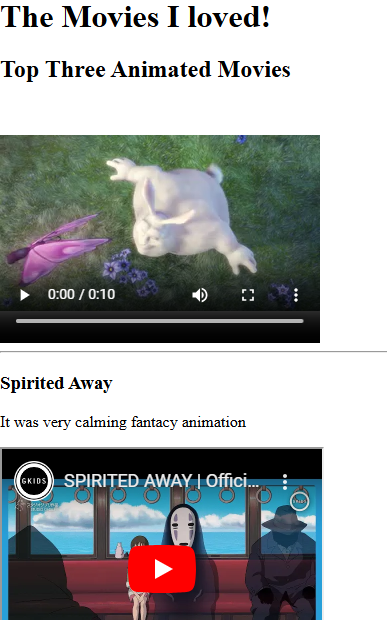 The Movies I loved!
Top Three Animated Movies
0:00 / 0:10
Spirited Away
It was very calming fantacy animation
GKIDS
SPIRITED AWAY | Offici...